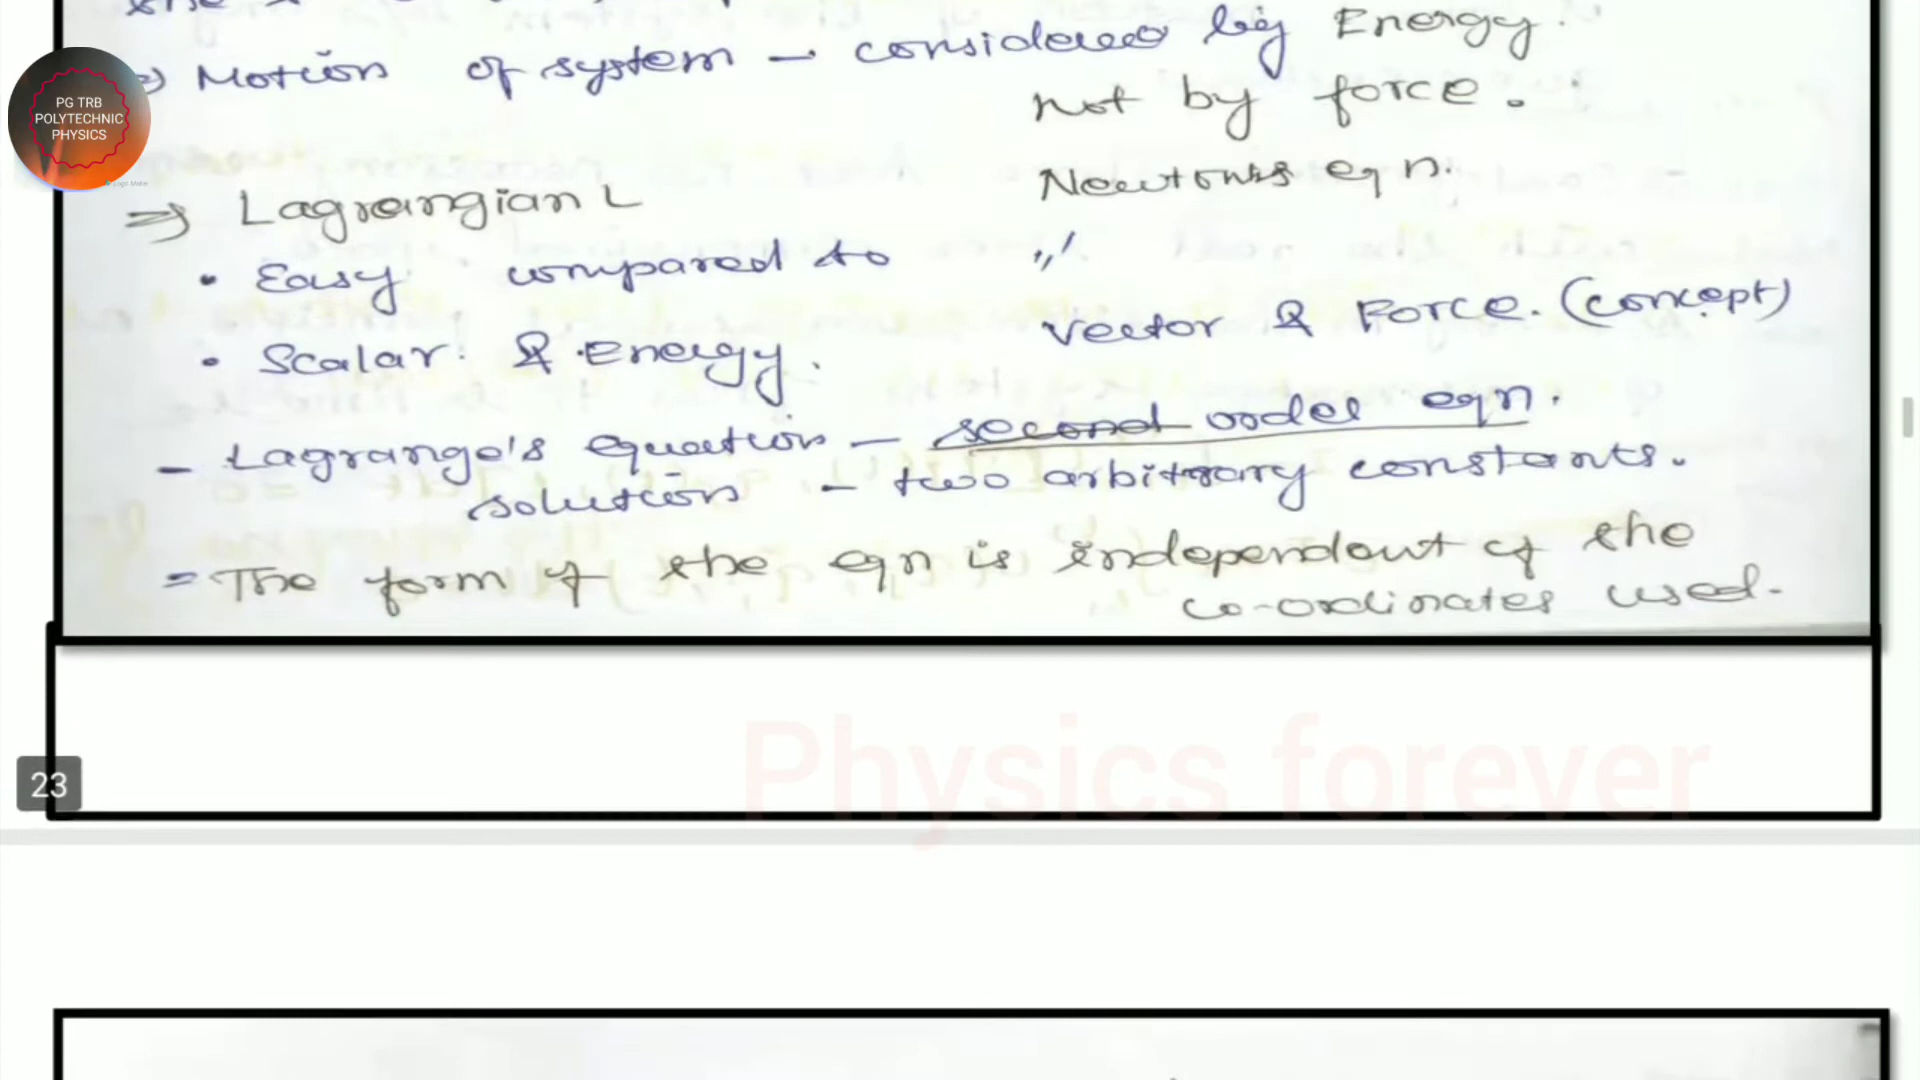 PG TRB
POLYTECHNIC
PHYSICS
Logo Maker
⇒ Motion of system – considered by Energy.
not by force.
⇒ Lagrangian L Newton's eqn.
• Easy compared to "
• Scalar & Energy. Vector & Force. (concept)
– Lagrange's equation – second order eqn.
solution – two arbitrary constants.
= The form of the eqn is independent of the
co-ordinates used.
23
Physics forever